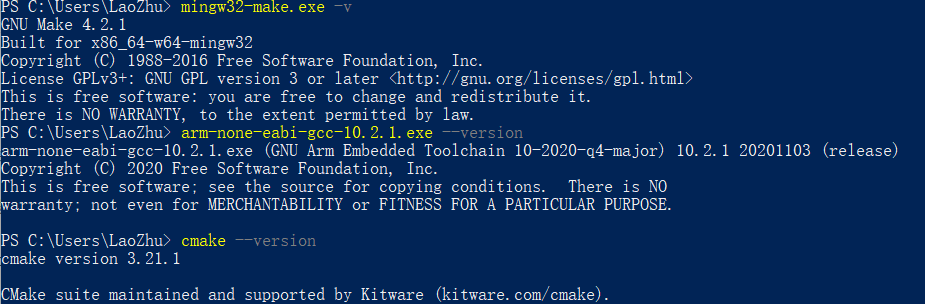 PS C:\Users\LaoZhu> mingw32-make.exe -v
GNU Make 4.2.1
Built for x86_64-w64-mingw32
Copyright (C) 1988-2016 Free Software Foundation, Inc.
License GPLv3+: GNU GPL version 3 or later <http://gnu.org/licenses/gpl.html>
This is free software: you are free to change and redistribute it.
There is NO WARRANTY, to the extent permitted by law.
PS C:\Users\LaoZhu> arm-none-eabi-gcc-10.2.1.exe --version
arm-none-eabi-gcc-10.2.1.exe (GNU Arm Embedded Toolchain 10-2020-q4-major) 10.2.1 20201103 (release)
Copyright (C) 2020 Free Software Foundation, Inc.
This is free software; see the source for copying conditions.  There is NO
warranty; not even for MERCHANTABILITY or FITNESS FOR A PARTICULAR PURPOSE.
PS C:\Users\LaoZhu> cmake --version
cmake version 3.21.1
CMake suite maintained and supported by Kitware (kitware.com/cmake).